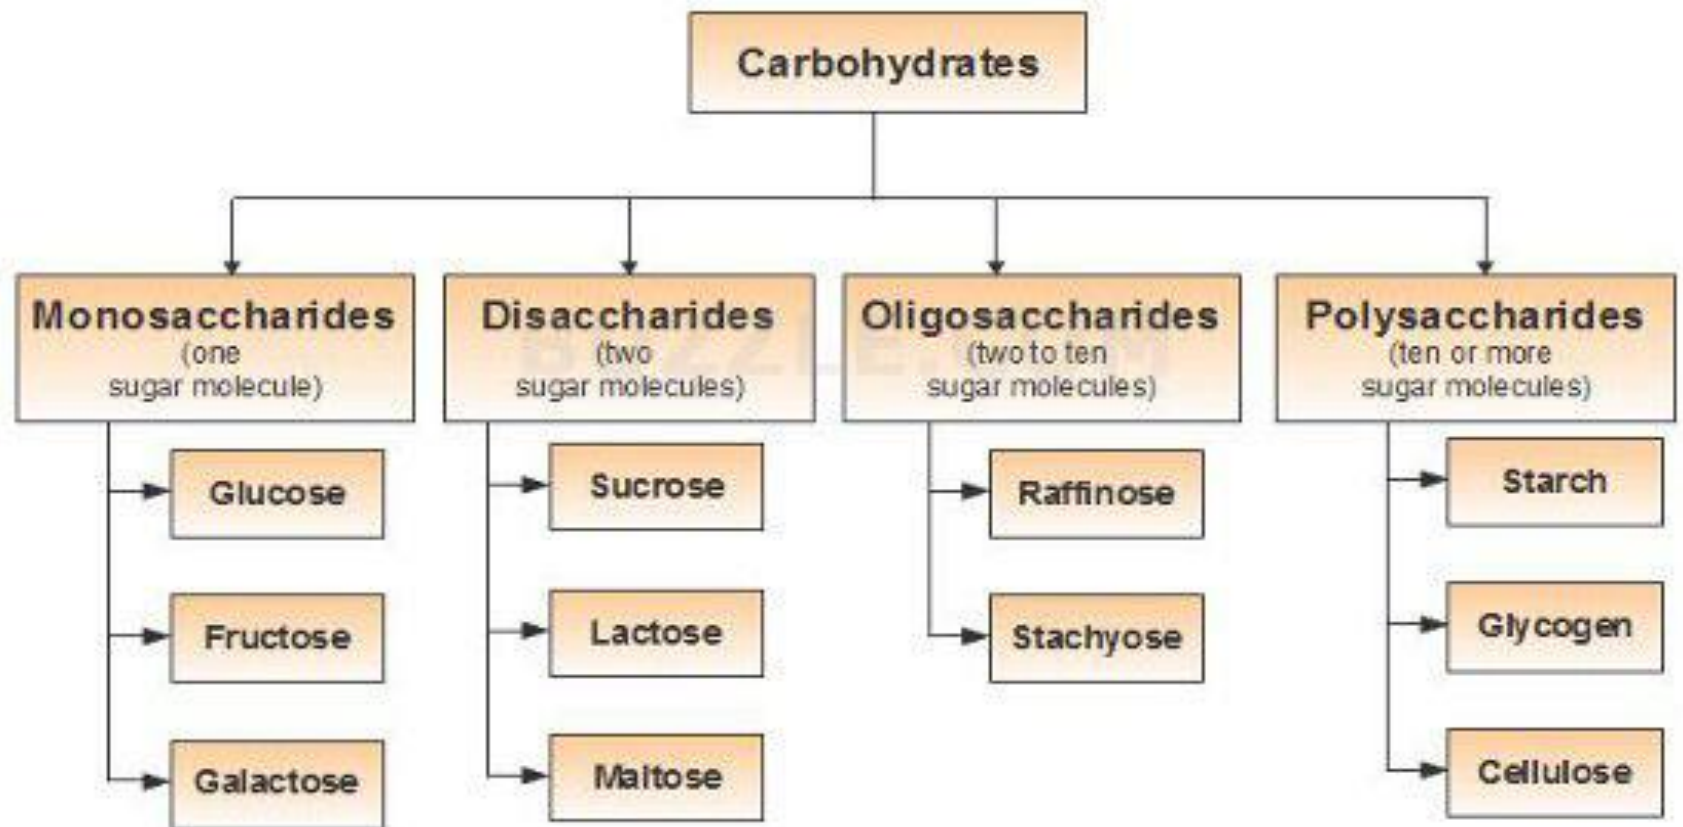 Carbohydrates
Monosaccharides
(one
sugar molecule)
Disaccharides
(two
sugar molecules)
Oligosaccharides
(two to ten
sugar molecules)
Polysaccharides
(ten or more
sugar molecules)
Glucose
Fructose
Galactose
Sucrose
Lactose
Maltose
Raffinose
Stachyose
Starch
Glycogen
Cellulose